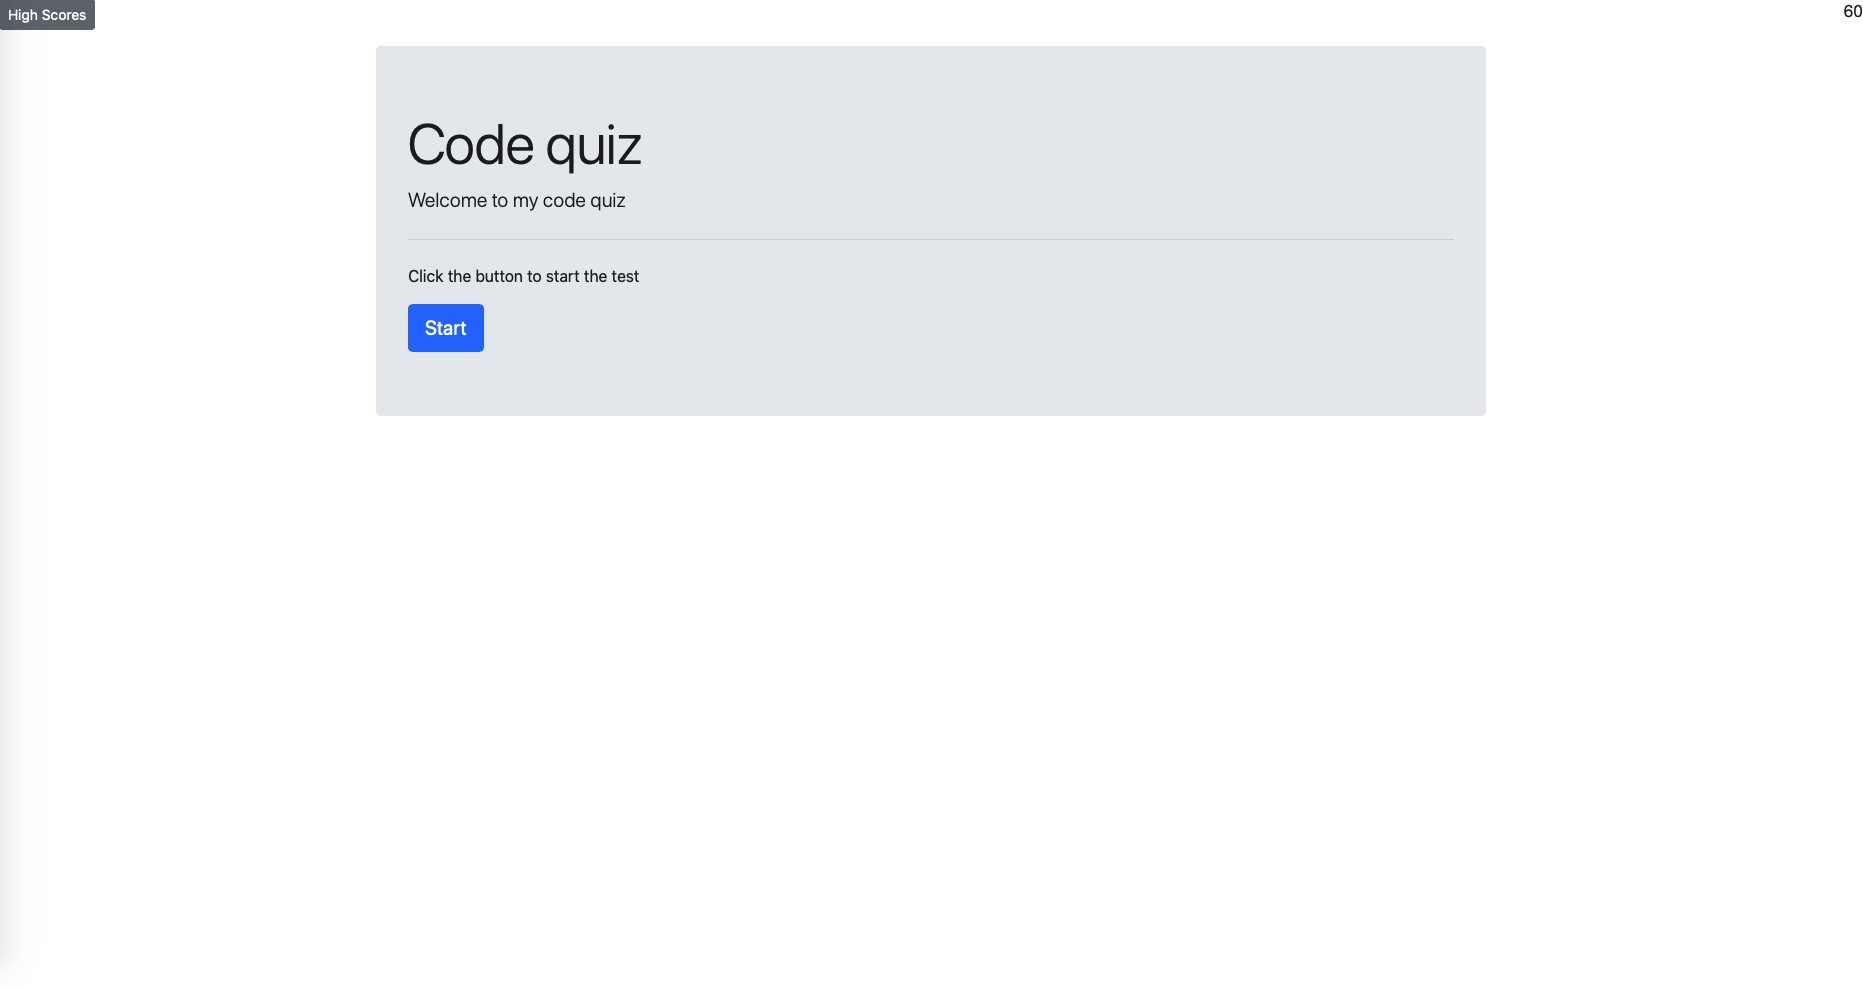 High Scores
60
Code quiz
Welcome to my code quiz
Click the button to start the test
Start